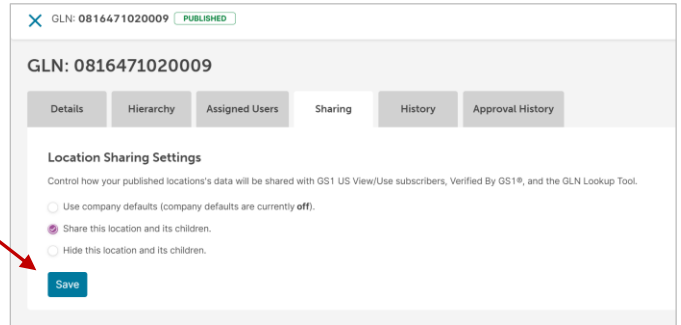 GLN: 0816471020009 PUBLISHED
GLN: 0816471020009
Details Hierarchy Assigned Users Sharing History Approval History
Location Sharing Settings
Control how your published locations's data will be shared with GS1 US View/Use subscribers, Verified By GS1®, and the GLN Lookup Tool.
Use company defaults (company defaults are currently off).
Share this location and its children.
Hide this location and its children.
Save